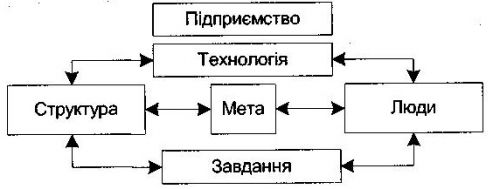 Підприємство
Технологія
Структура
Мета
Люди
Завдання